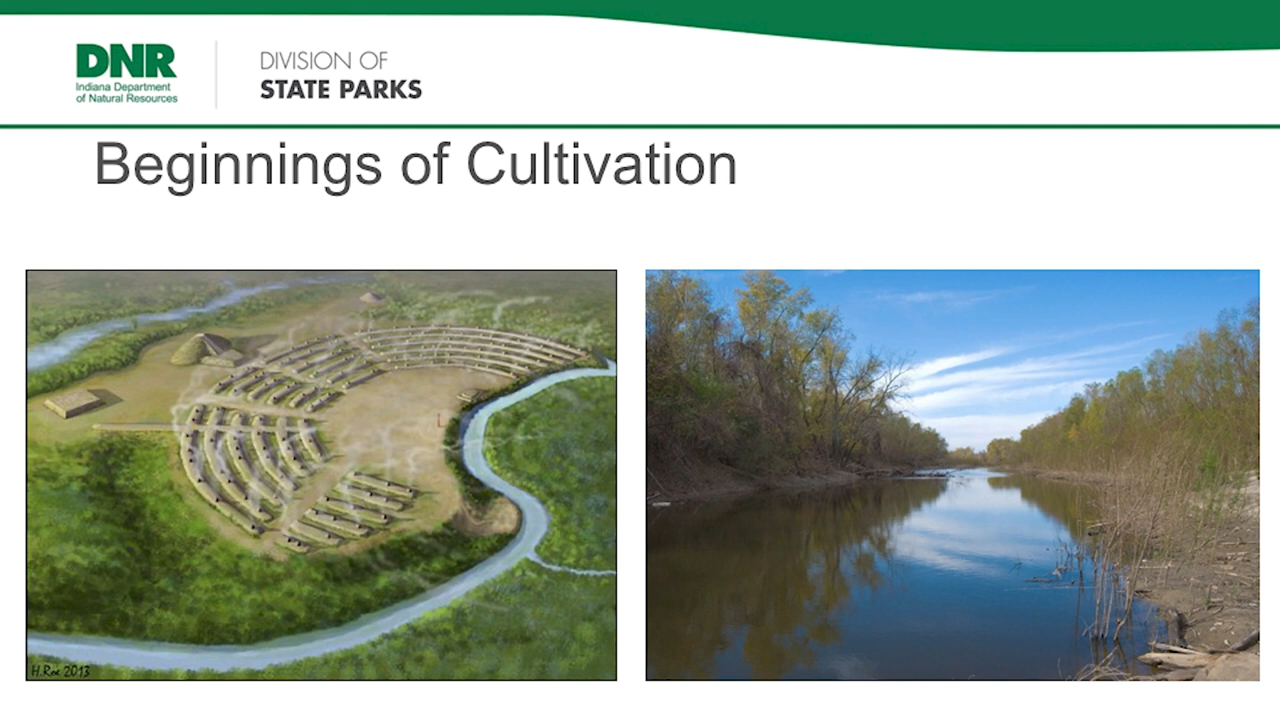 DNR
Indiana Department
of Natural Resources
DIVISION OF
STATE PARKS
Beginnings of Cultivation
H.Roe 2013